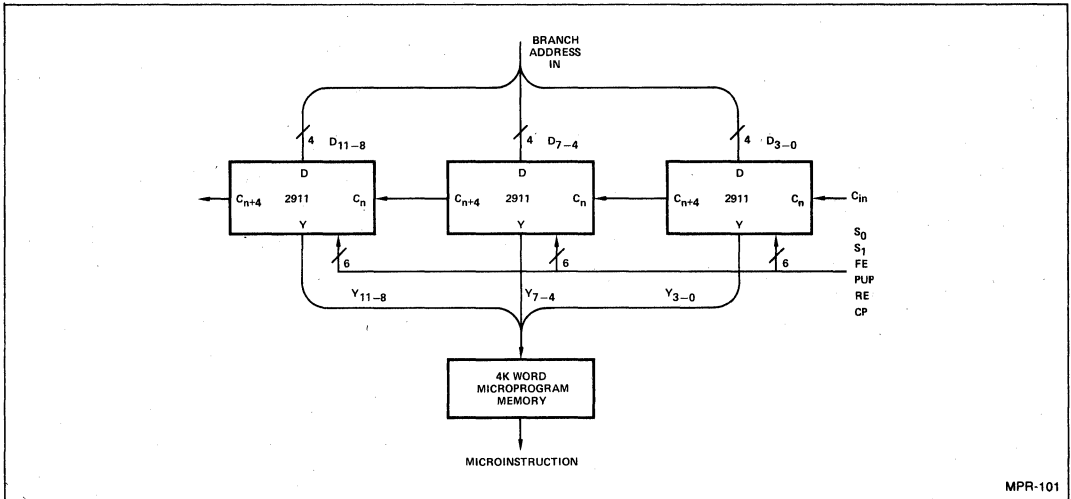 BRANCH
ADDRESS
IN
4 D11–8
4 D7–4
4 D3–0
D
D
D
Cn+4 2911 Cn
Cn+4 2911 Cn
Cn+4 2911 Cn
Cin
Y
Y
Y
S0
S1
FE
PUP
RE
CP
6
6
6
Y11–8
Y7–4
Y3–0
4K WORD
MICROPROGRAM
MEMORY
MICROINSTRUCTION
MPR-101